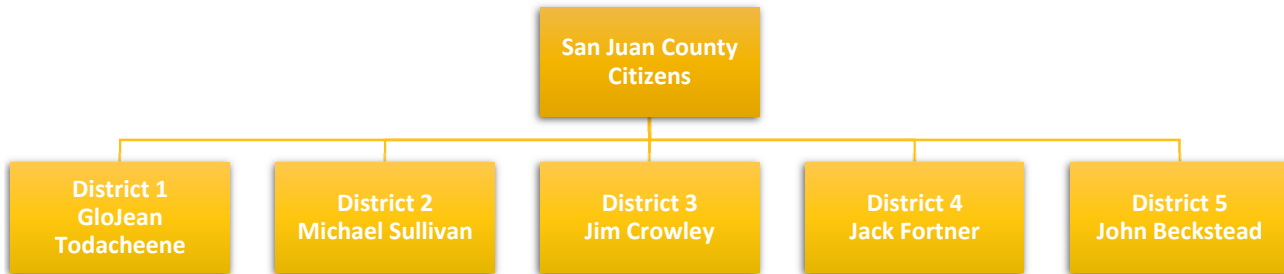 San Juan County
Citizens
District 1
GloJean
Todacheene
District 2
Michael Sullivan
District 3
Jim Crowley
District 4
Jack Fortner
District 5
John Beckstead